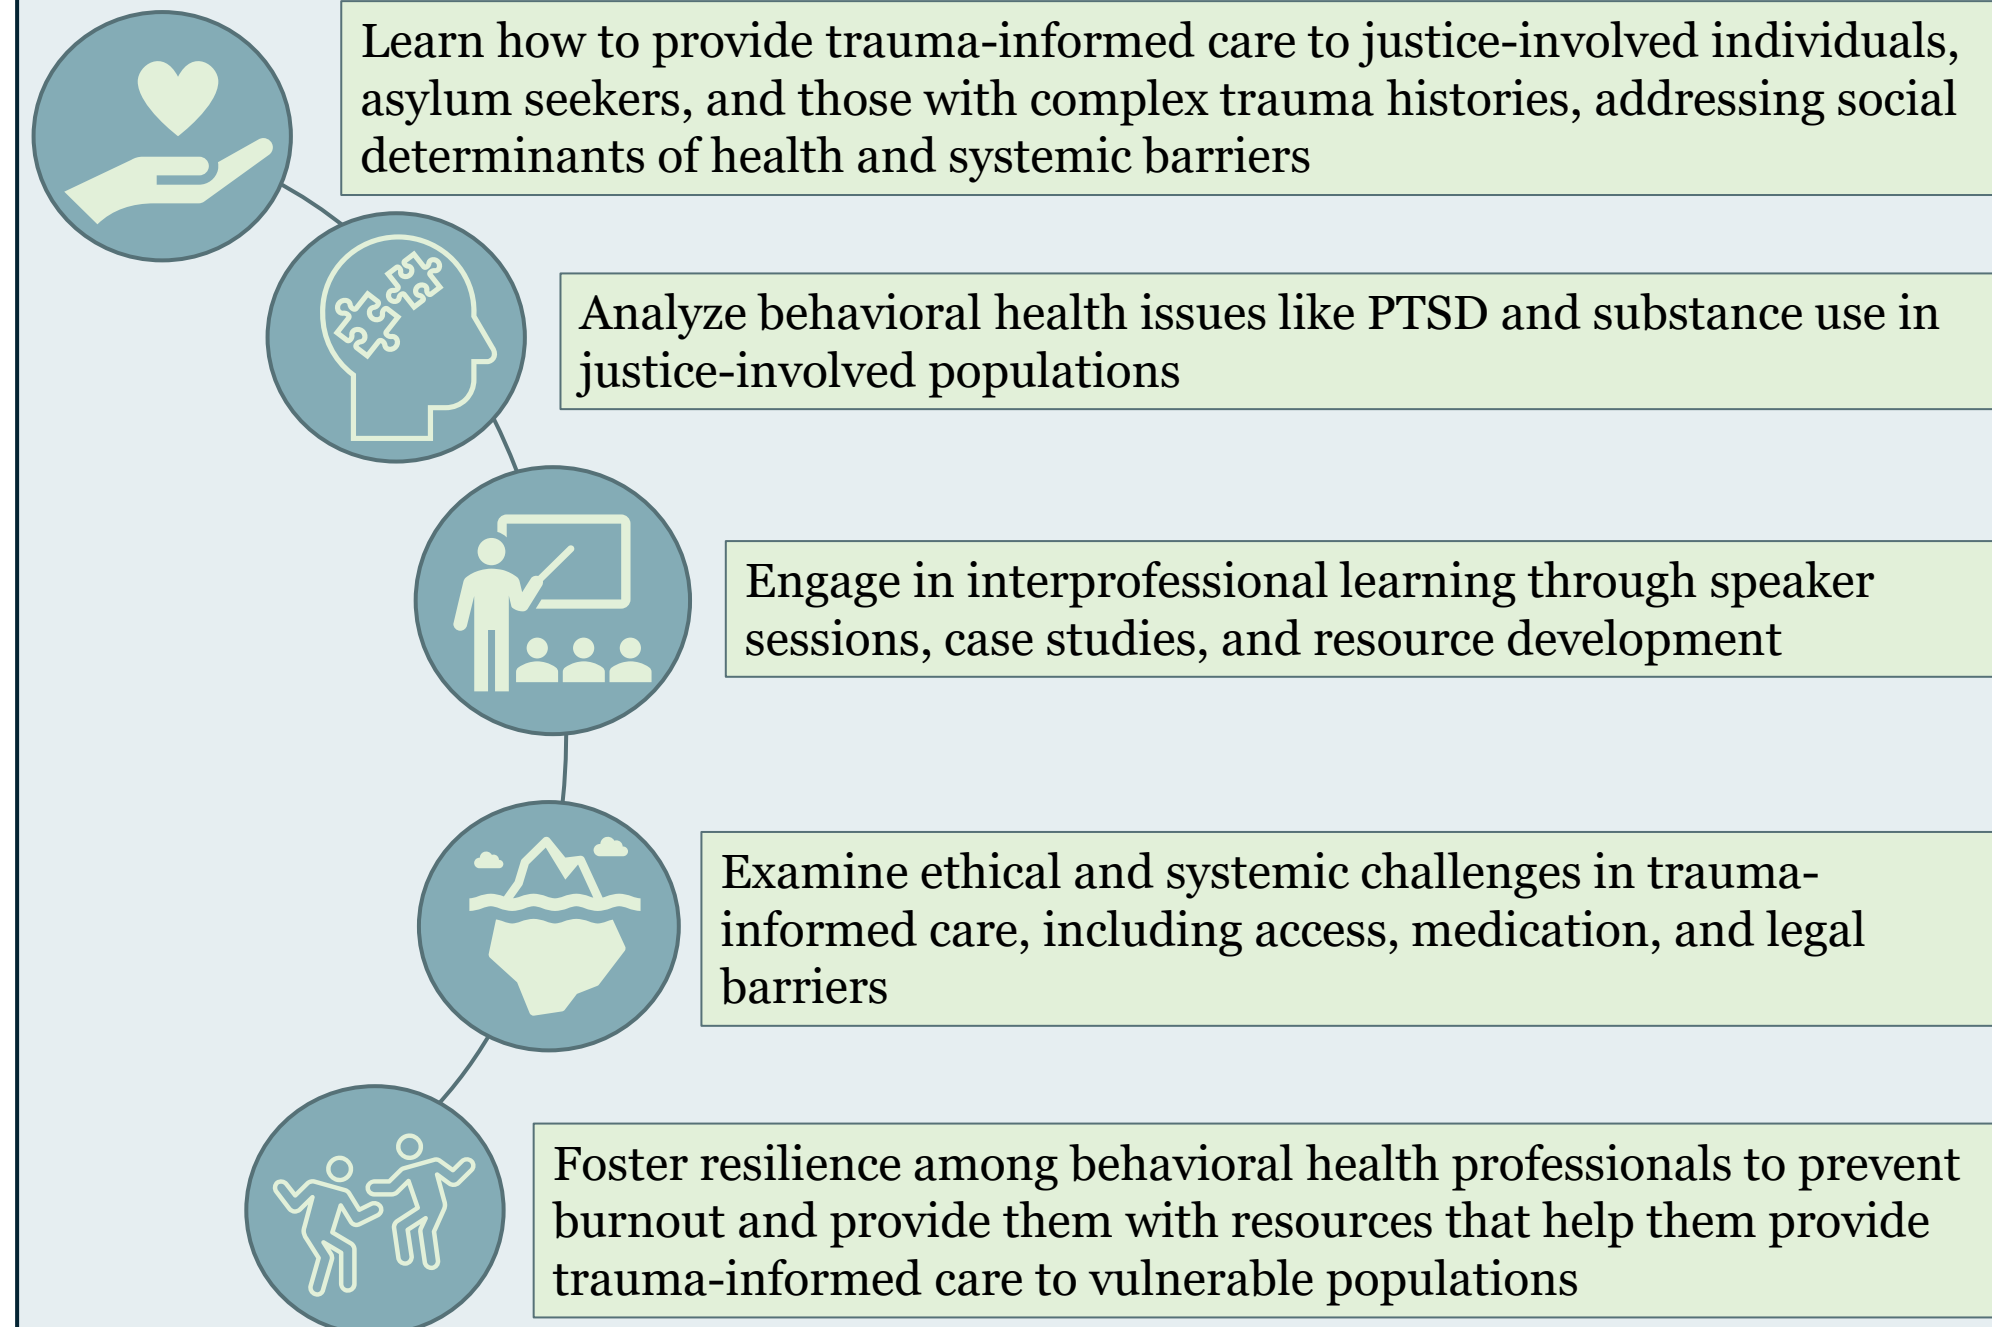 Learn how to provide trauma-informed care to justice-involved individuals,
asylum seekers, and those with complex trauma histories, addressing social
determinants of health and systemic barriers
Analyze behavioral health issues like PTSD and substance use in
justice-involved populations
Engage in interprofessional learning through speaker
sessions, case studies, and resource development
Examine ethical and systemic challenges in trauma-
informed care, including access, medication, and legal
barriers
Foster resilience among behavioral health professionals to prevent
burnout and provide them with resources that help them provide
trauma-informed care to vulnerable populations